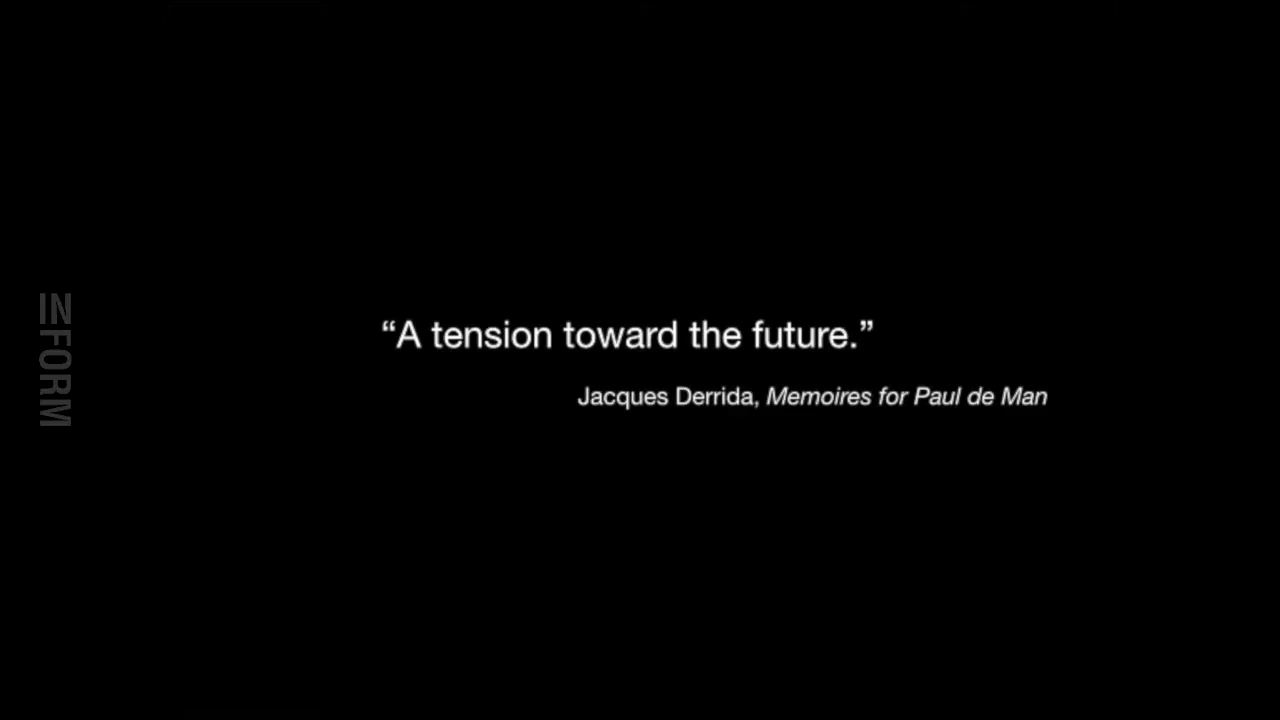 INFORM
“A tension toward the future.”
Jacques Derrida, Memoires for Paul de Man